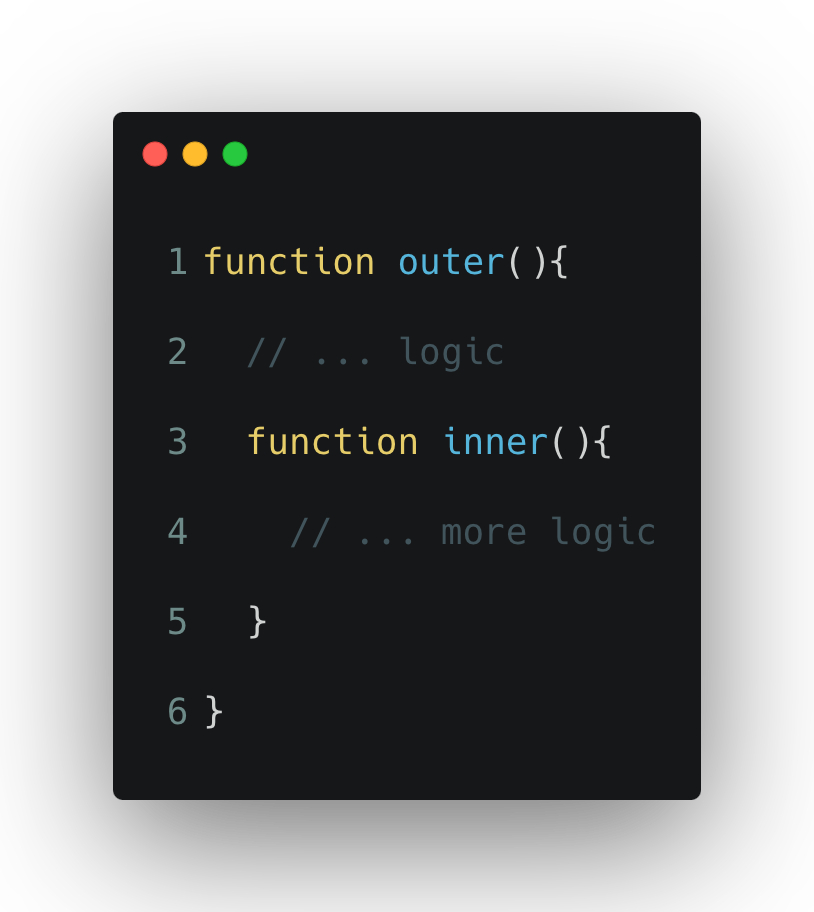 1 function outer(){
2   // ... logic
3   function inner(){
4     // ... more logic
5   }
6 }